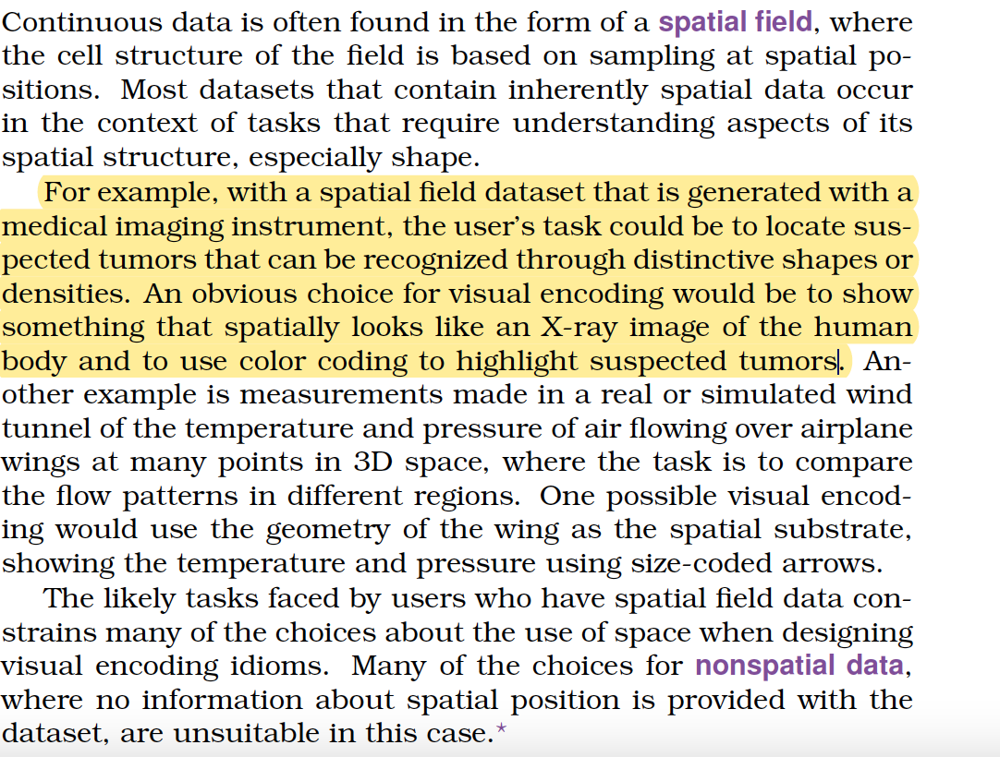 Continuous data is often found in the form of a spatial field, where
the cell structure of the field is based on sampling at spatial po-
sitions. Most datasets that contain inherently spatial data occur
in the context of tasks that require understanding aspects of its
spatial structure, especially shape.
For example, with a spatial field dataset that is generated with a
medical imaging instrument, the user's task could be to locate sus-
pected tumors that can be recognized through distinctive shapes or
densities. An obvious choice for visual encoding would be to show
something that spatially looks like an X-ray image of the human
body and to use color coding to highlight suspected tumors. An-
other example is measurements made in a real or simulated wind
tunnel of the temperature and pressure of air flowing over airplane
wings at many points in 3D space, where the task is to compare
the flow patterns in different regions. One possible visual encod-
ing would use the geometry of the wing as the spatial substrate,
showing the temperature and pressure using size-coded arrows.
The likely tasks faced by users who have spatial field data con-
strains many of the choices about the use of space when designing
visual encoding idioms. Many of the choices for nonspatial data,
where no information about spatial position is provided with the
dataset, are unsuitable in this case.*